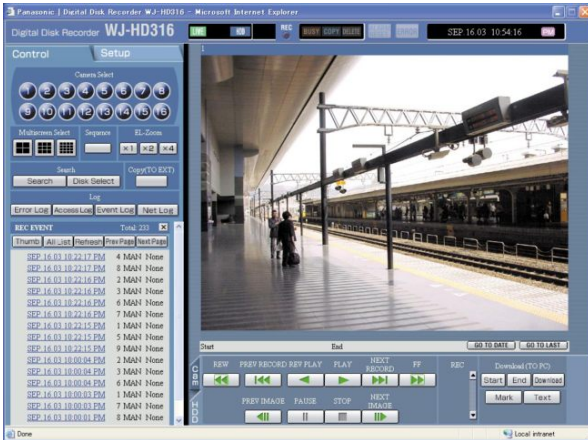 Panasonic | Digital Disk Recorder WJ-HD316 - Microsoft Internet Explorer
Digital Disk Recorder WJ-HD316
LIVE HDD REC BUSY COPY DELETE SEP.16.03 10:54:16 PM
Control Setup
1
Camera Select
1 2 3 4 5 6 7 8
9 10 11 12 13 14 15 16
Multiscreen Select Sequence EL-Zoom
×1 ×2 ×4
Search Copy(TO EXT)
Search Disk Select
Log
Error Log Access Log Event Log Net Log
REC EVENT Total: 233
Thumb All List Refresh Prev Page Next Page
SEP.16.03 10:22:17 PM 4 MAN None
SEP.16.03 10:22:17 PM 8 MAN None
SEP.16.03 10:22:16 PM 2 MAN None
SEP.16.03 10:22:16 PM 3 MAN None
SEP.16.03 10:22:16 PM 6 MAN None
SEP.16.03 10:22:16 PM 7 MAN None
SEP.16.03 10:22:15 PM 1 MAN None
SEP.16.03 10:22:15 PM 5 MAN None
SEP.16.03 10:22:15 PM 9 MAN None
SEP.16.03 10:00:04 PM 2 MAN None
SEP.16.03 10:00:04 PM 3 MAN None
SEP.16.03 10:00:04 PM 6 MAN None
SEP.16.03 10:00:03 PM 1 MAN None
SEP.16.03 10:00:03 PM 7 MAN None
SEP.16.03 10:00:01 PM 8 MAN None
Start End GO TO DATE GO TO LAST
Cam
HDD
REW PREV RECORD REV PLAY PLAY NEXT RECORD FF
PREV IMAGE PAUSE STOP NEXT IMAGE
REC
Download (TO PC)
Start End Download
Mark Text
Done Local intranet